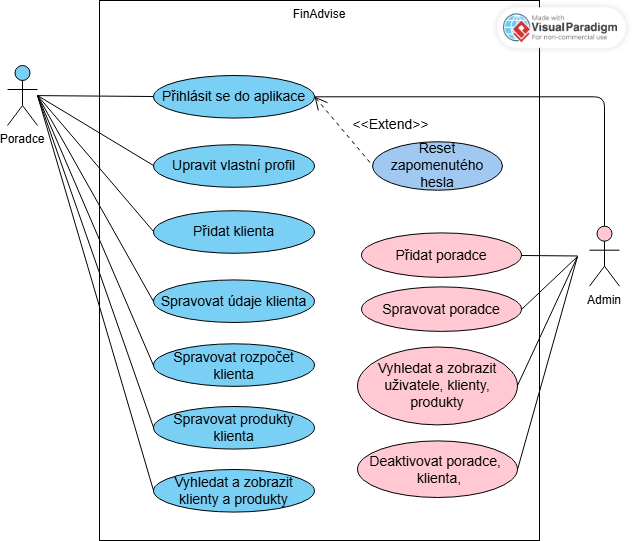 FinAdvise
Made with
VisualParadigm
For non-commercial use
Poradce
Přihlásit se do aplikace
<<Extend>>
Reset
zapomenutého
hesla
Upravit vlastní profil
Přidat klienta
Spravovat údaje klienta
Spravovat rozpočet
klienta
Spravovat produkty
klienta
Vyhledat a zobrazit
klienty a produkty
Přidat poradce
Spravovat poradce
Vyhledat a zobrazit
uživatele, klienty,
produkty
Deaktivovat poradce,
klienta,
Admin